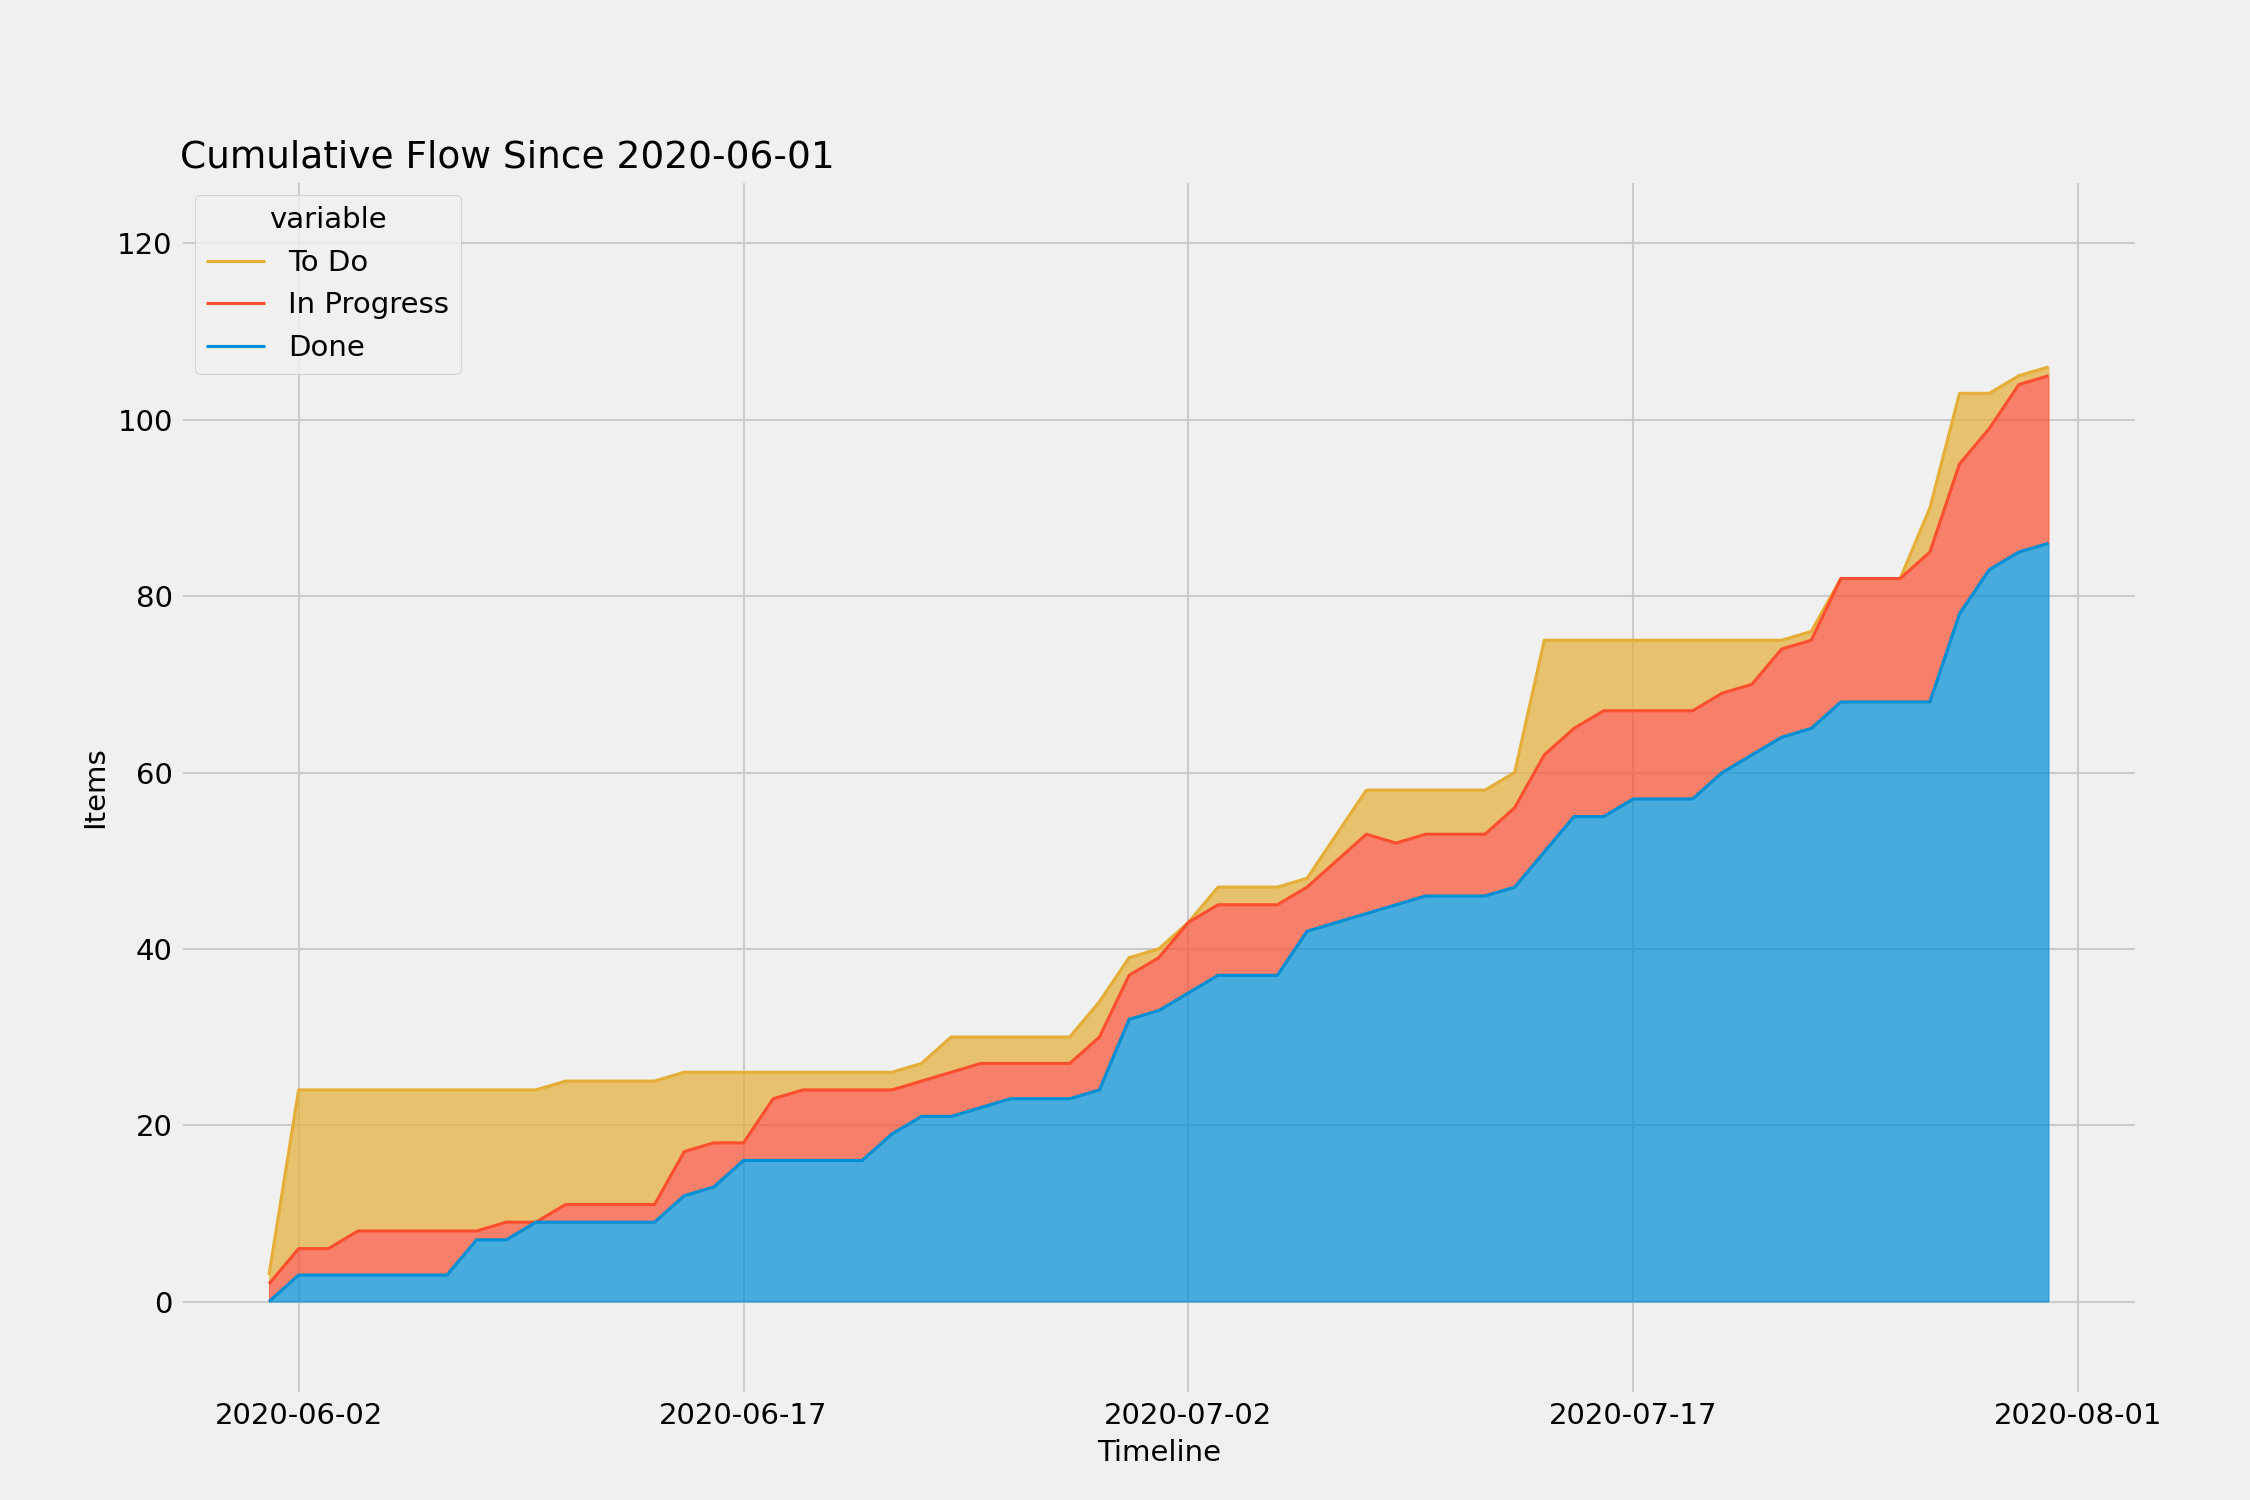 Cumulative Flow Since 2020-06-01
variable
To Do
In Progress
Done
120
100
80
60
40
20
0
Items
2020-06-02 2020-06-17 2020-07-02 2020-07-17 2020-08-01
Timeline